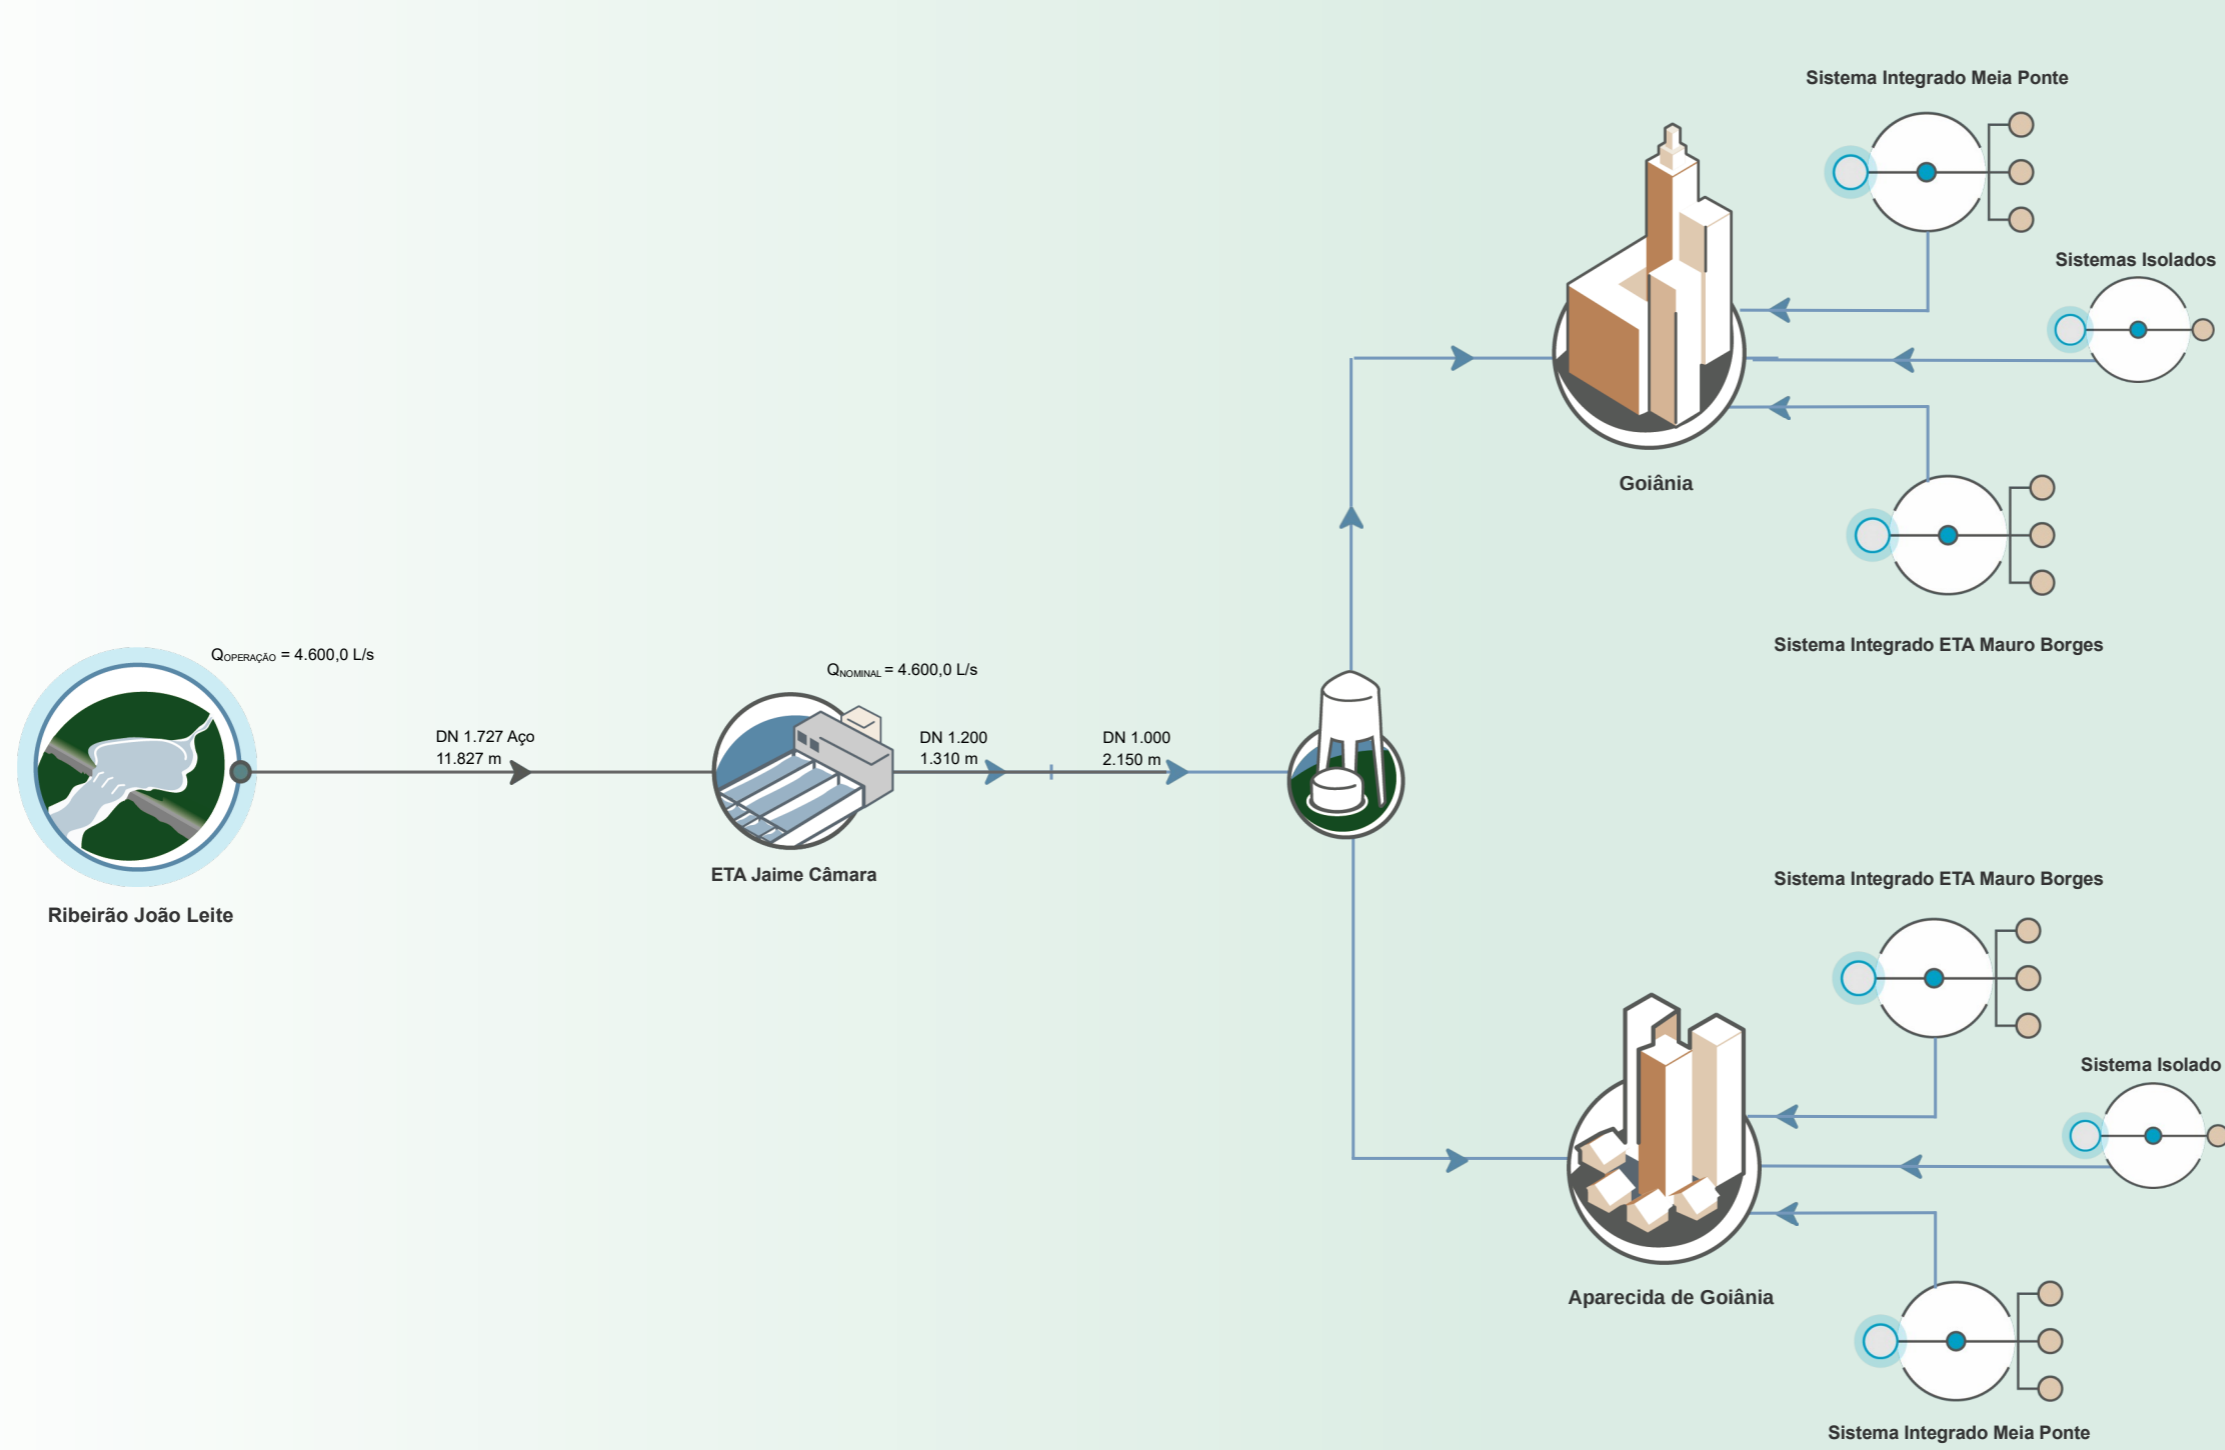 Sistema Integrado Meia Ponte
Sistemas Isolados
Goiânia
Sistema Integrado ETA Mauro Borges
QOPERAÇÃO = 4.600,0 L/s
QNOMINAL = 4.600,0 L/s
DN 1.727 Aço
11.827 m
DN 1.200
1.310 m
DN 1.000
2.150 m
ETA Jaime Câmara
Ribeirão João Leite
Sistema Integrado ETA Mauro Borges
Sistema Isolado
Aparecida de Goiânia
Sistema Integrado Meia Ponte